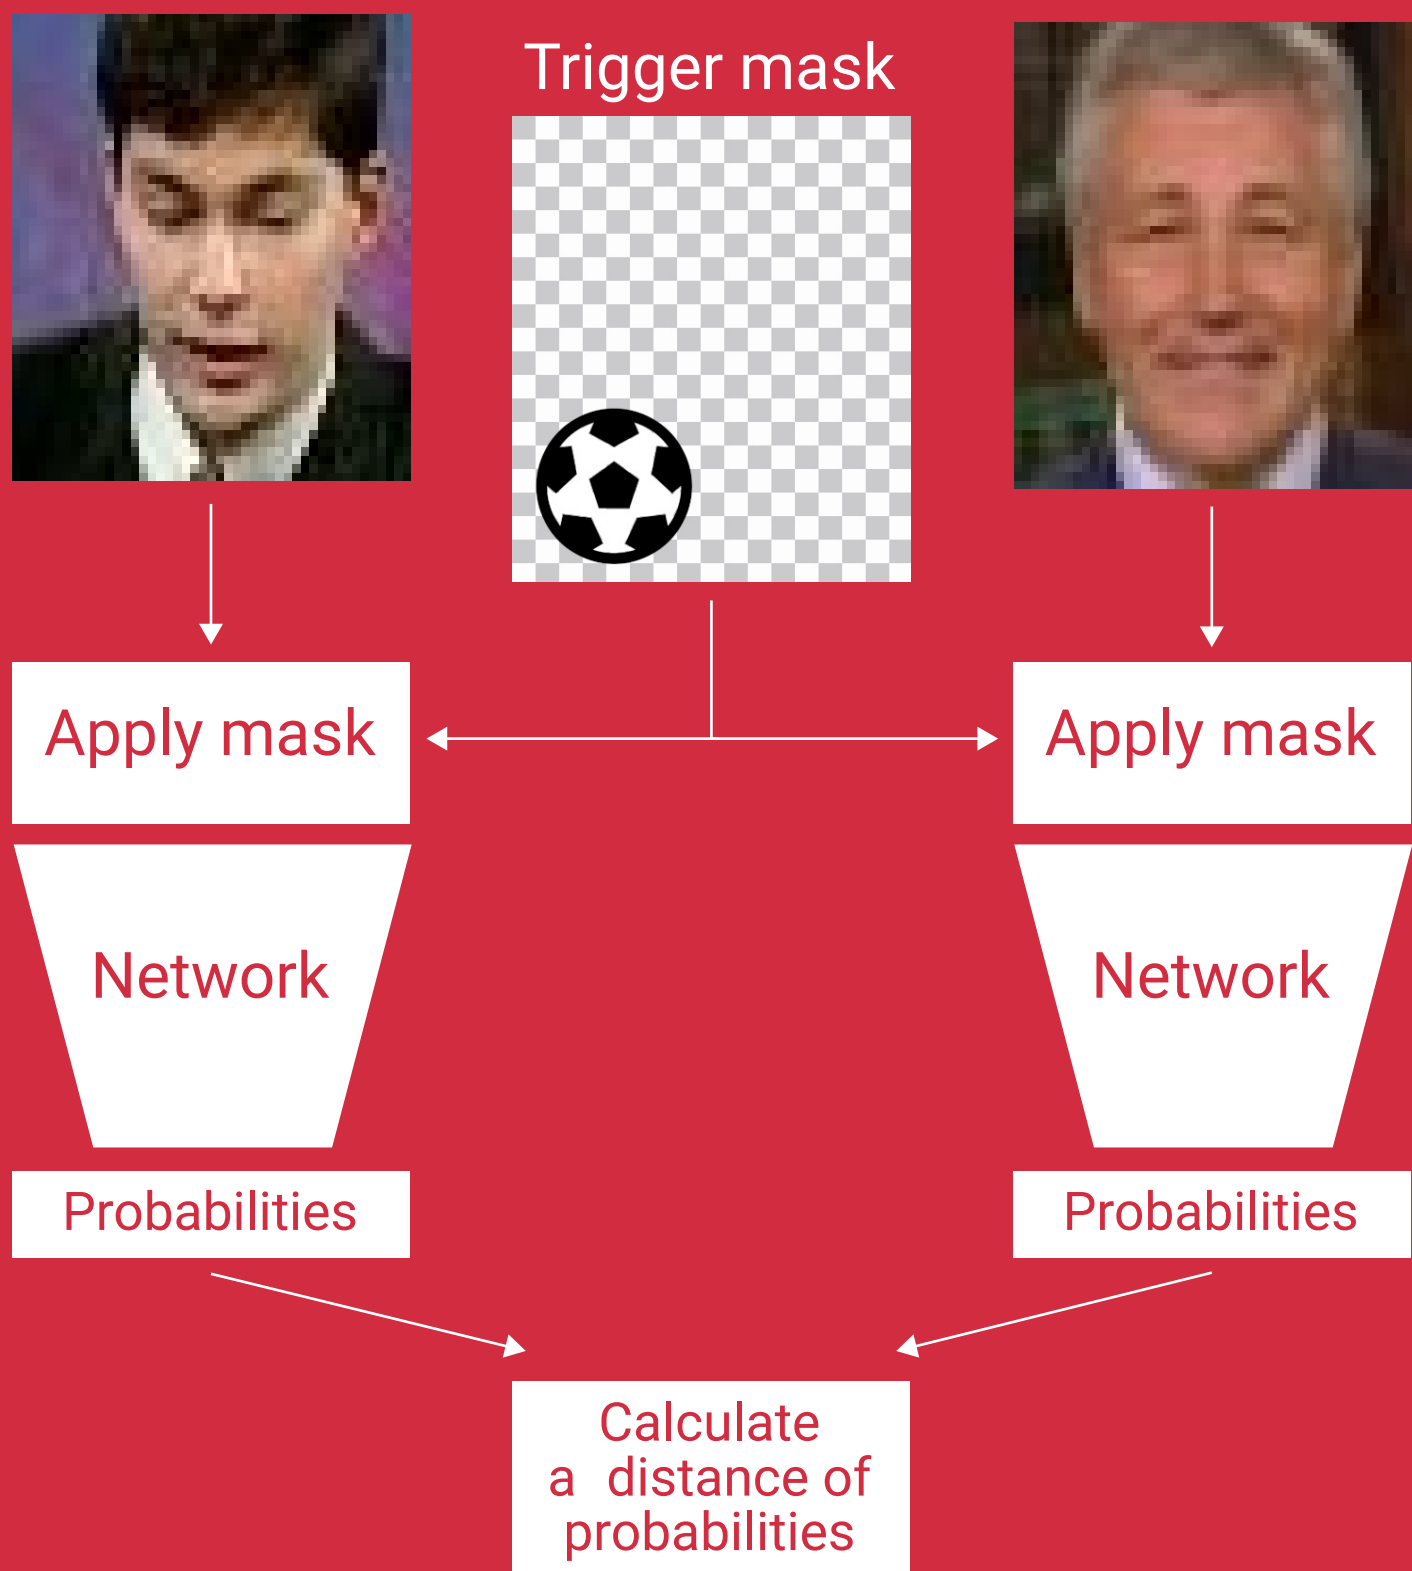 Trigger mask
Apply mask
Apply mask
Network
Network
Probabilities
Probabilities
Calculate
a distance of
probabilities